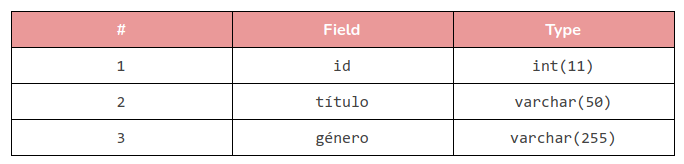 # Field Type
1 id int(11)
2 título varchar(50)
3 género varchar(255)